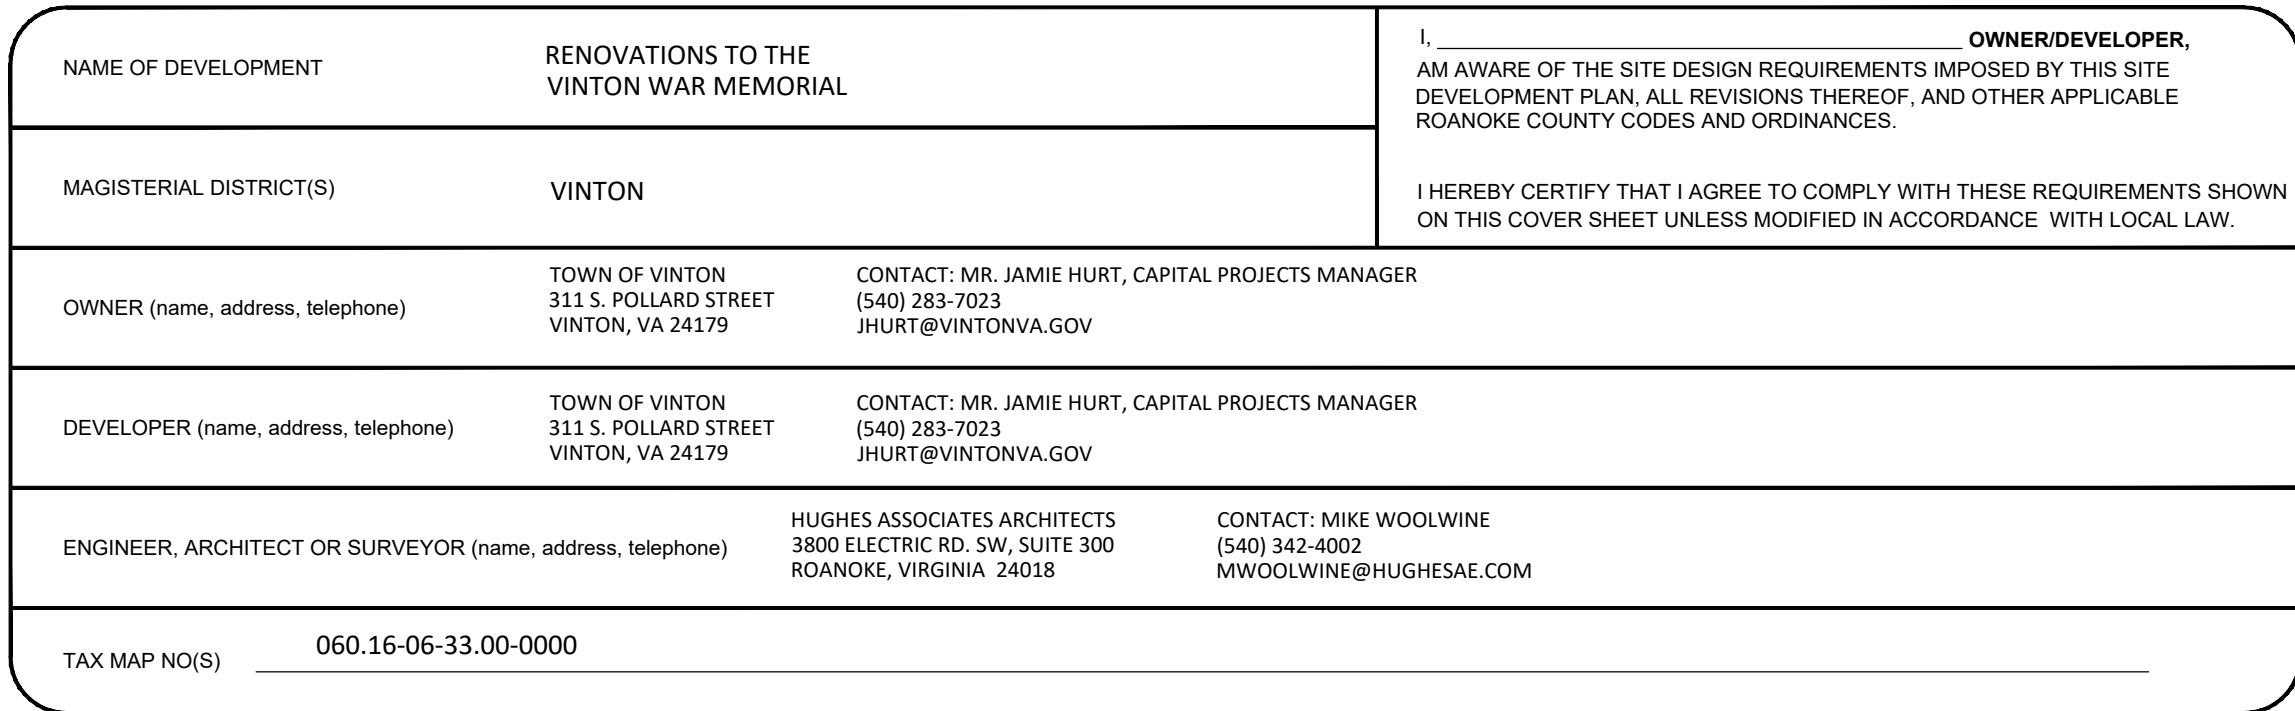 NAME OF DEVELOPMENT
RENOVATIONS TO THE
VINTON WAR MEMORIAL
I, ______________________________ OWNER/DEVELOPER,
AM AWARE OF THE SITE DESIGN REQUIREMENTS IMPOSED BY THIS SITE
DEVELOPMENT PLAN, ALL REVISIONS THEREOF, AND OTHER APPLICABLE
ROANOKE COUNTY CODES AND ORDINANCES.
I HEREBY CERTIFY THAT I AGREE TO COMPLY WITH THESE REQUIREMENTS SHOWN
ON THIS COVER SHEET UNLESS MODIFIED IN ACCORDANCE WITH LOCAL LAW.
MAGISTERIAL DISTRICT(S)
VINTON
OWNER (name, address, telephone)
TOWN OF VINTON
311 S. POLLARD STREET
VINTON, VA 24179
CONTACT: MR. JAMIE HURT, CAPITAL PROJECTS MANAGER
(540) 283-7023
JHURT@VINTONVA.GOV
DEVELOPER (name, address, telephone)
TOWN OF VINTON
311 S. POLLARD STREET
VINTON, VA 24179
CONTACT: MR. JAMIE HURT, CAPITAL PROJECTS MANAGER
(540) 283-7023
JHURT@VINTONVA.GOV
ENGINEER, ARCHITECT OR SURVEYOR (name, address, telephone)
HUGHES ASSOCIATES ARCHITECTS
3800 ELECTRIC RD. SW, SUITE 300
ROANOKE, VIRGINIA 24018
CONTACT: MIKE WOOLWINE
(540) 342-4002
MWOOLWINE@HUGHESAE.COM
TAX MAP NO(S)
060.16-06-33.00-0000